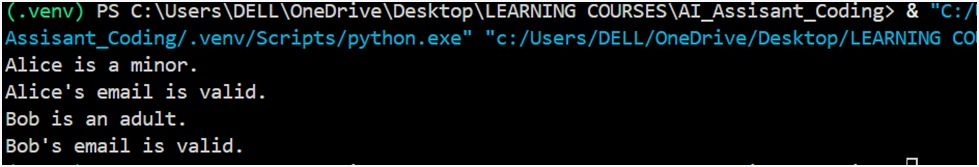 (.venv) PS C:\Users\DELL\OneDrive\Desktop\LEARNING COURSES\AI_Assisant_Coding> & "C:/
Assisant_Coding/.venv/Scripts/python.exe" "c:/Users/DELL/OneDrive/Desktop/LEARNING CO
Alice is a minor.
Alice's email is valid.
Bob is an adult.
Bob's email is valid.